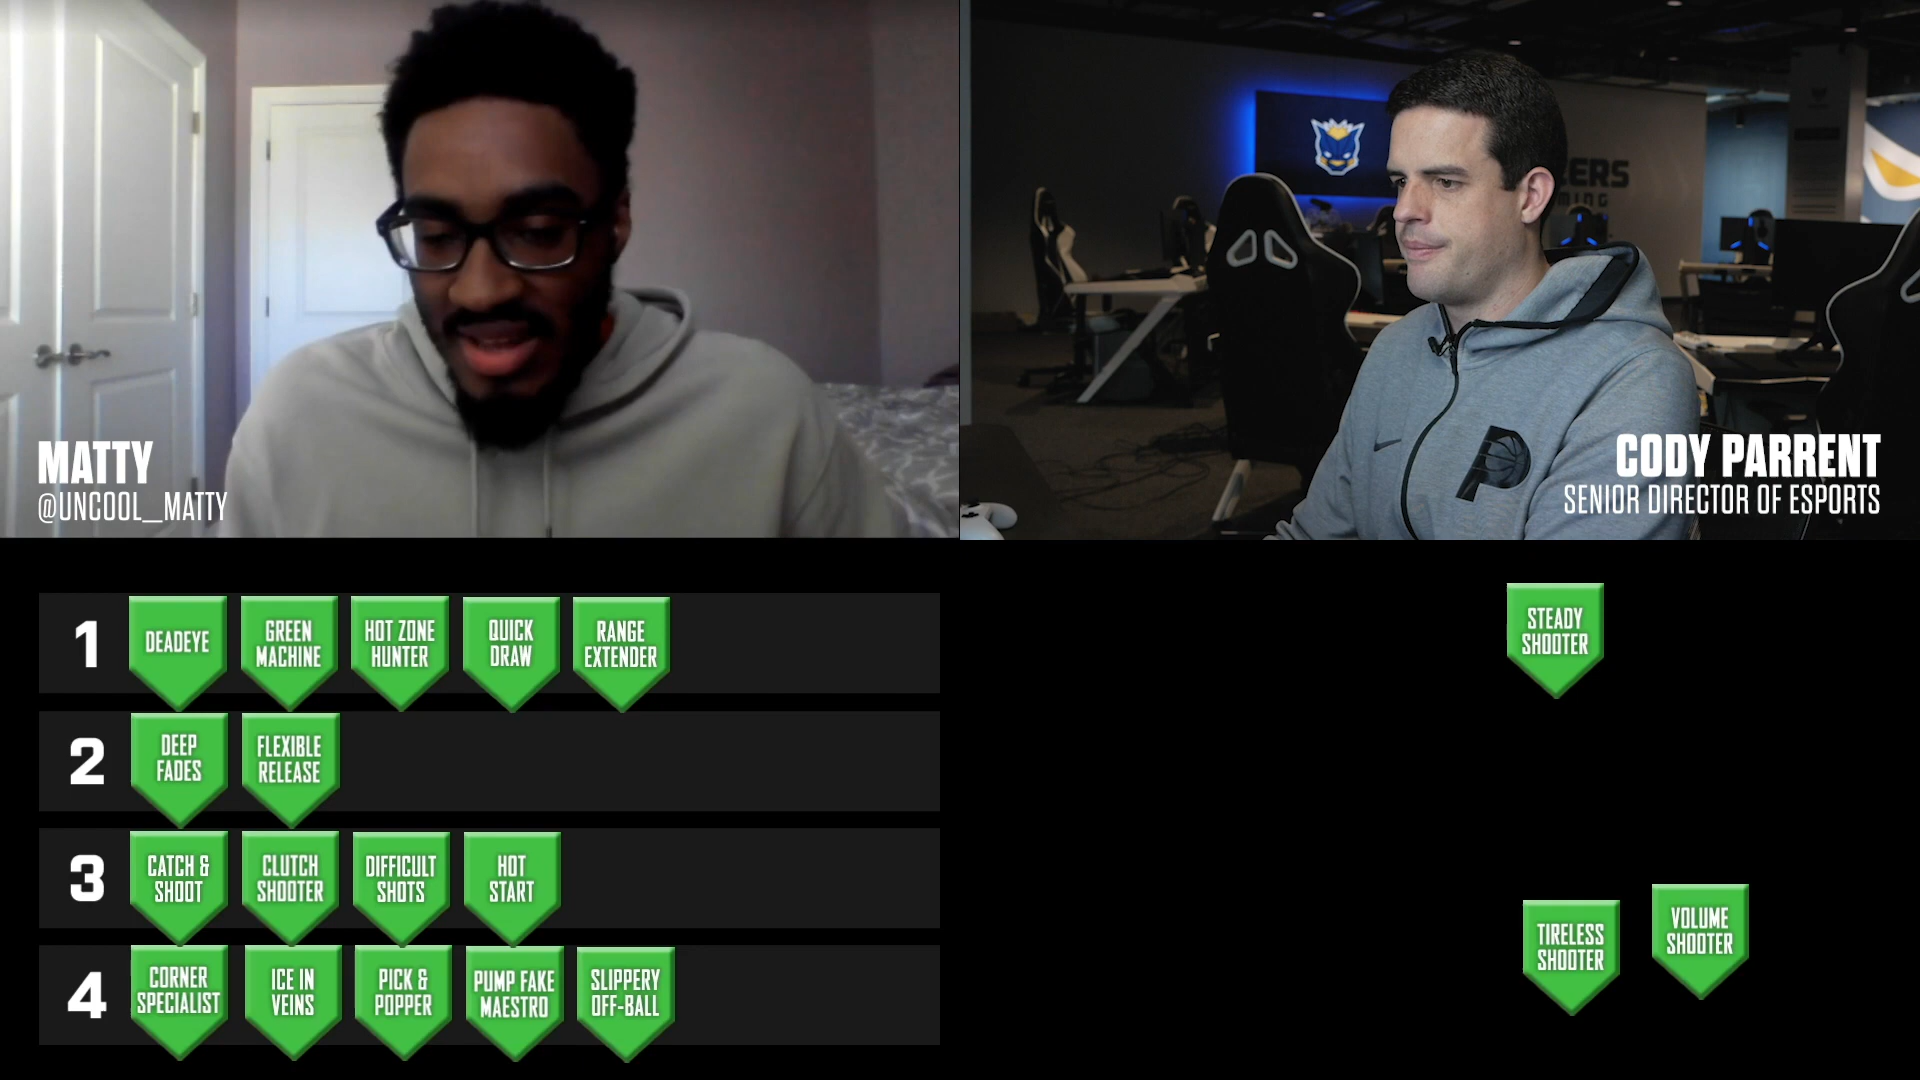 MATTY
@UNCOOL_MATTY
CODY PARRENT
SENIOR DIRECTOR OF ESPORTS
1
DEADEYE
GREEN
MACHINE
HOT ZONE
HUNTER
QUICK
DRAW
RANGE
EXTENDER
STEADY
SHOOTER
2
DEEP
FADES
FLEXIBLE
RELEASE
3
CATCH &
SHOOT
CLUTCH
SHOOTER
DIFFICULT
SHOTS
HOT
START
TIRELESS
SHOOTER
VOLUME
SHOOTER
4
CORNER
SPECIALIST
ICE IN
VEINS
PICK &
POPPER
PUMP FAKE
MAESTRO
SLIPPERY
OFF-BALL